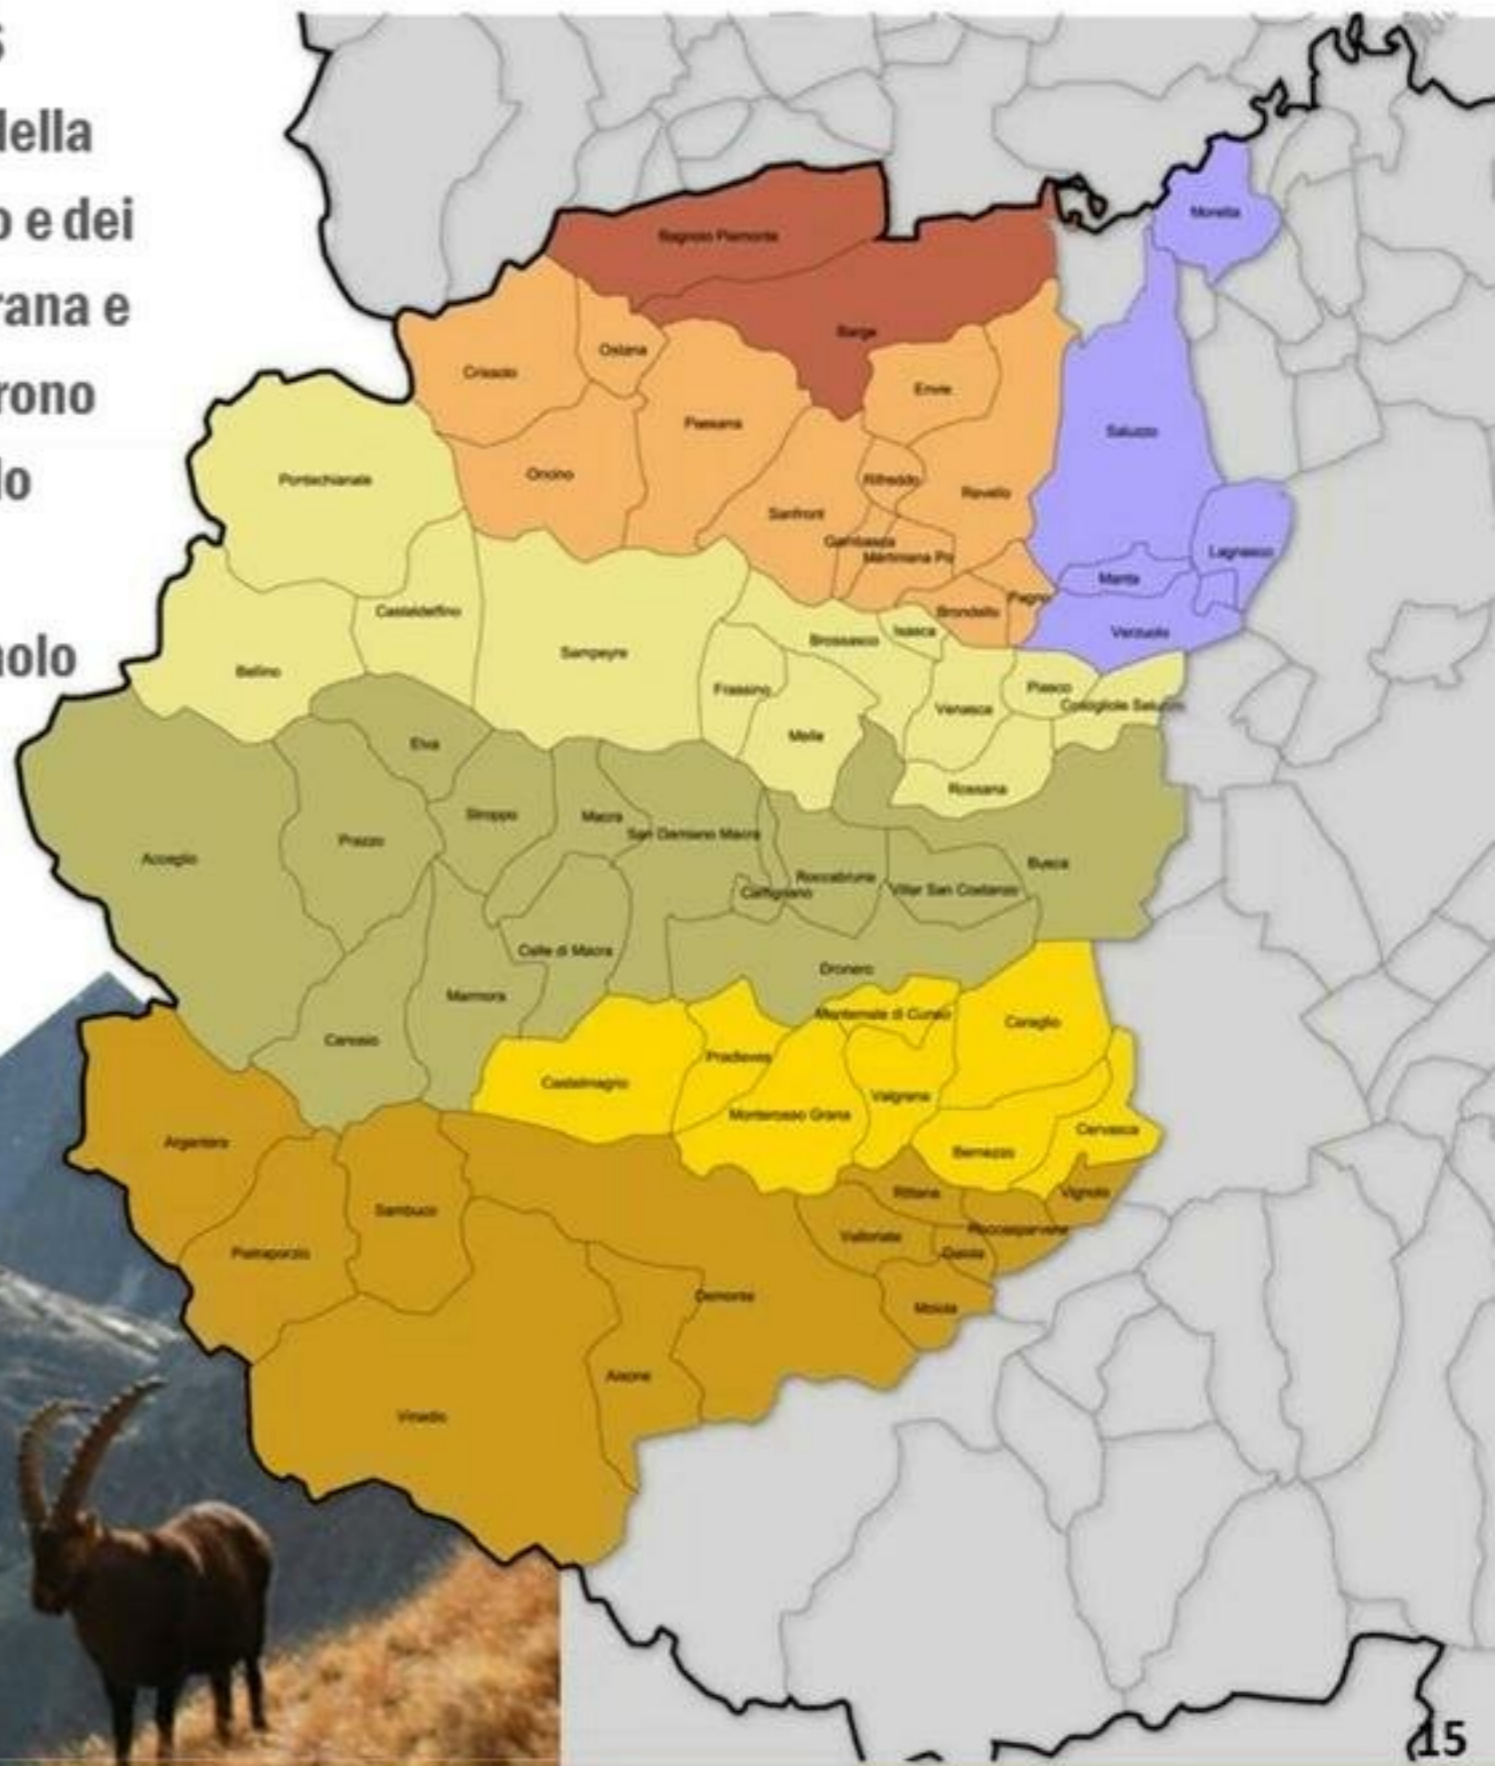 s
della
o e dei
rana e
rono
lo
nolo
Bagnolo Piemonte
Moretta
Barge
Ostana
Crissolo
Envie
Paesana
Saluzzo
Oncino
Pontechianale
Rifreddo
Revello
Sanfront
Gambasca
Martiniana Po
Lagnasco
Manta
Pagno
Casteldelfino
Brondello
Isasca
Verzuolo
Brossasco
Sampeyre
Bellino
Frassino
Piasco
Venasca
Costigliole Saluzzo
Melle
Elva
Rossana
Stroppo
Macra
San Damiano Macra
Prazzo
Acceglio
Busca
Roccabruna
Cartignano
Villar San Costanzo
Celle di Macra
Dronero
Marmora
Montemale di Cuneo
Caraglio
Canosio
Pradleves
Castelmagno
Valgrana
Monterosso Grana
Cervasca
Argentera
Bernezzo
Rittana
Vignolo
Sambuco
Roccasparvera
Valloriate
Pietraporzio
Gaiola
Demonte
Moiola
Aisone
Vinadio
15